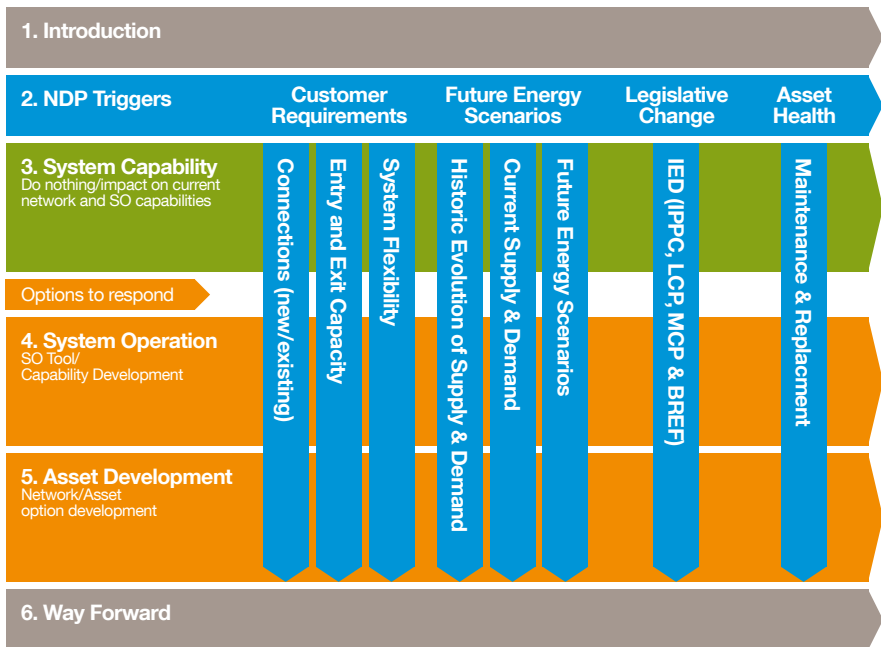 1. Introduction
2. NDP Triggers
Customer
Requirements
Future Energy
Scenarios
Legislative
Change
Asset
Health
3. System Capability
Do nothing/impact on current
network and SO capabilities
Options to respond
4. System Operation
SO Tool/
Capability Development
5. Asset Development
Network/Asset
option development
Connections (new/existing)
Entry and Exit Capacity
System Flexibility
Historic Evolution of Supply & Demand
Current Supply & Demand
Future Energy Scenarios
IED (IPPC, LCP, MCP & BREF)
Maintenance & Replacment
6. Way Forward